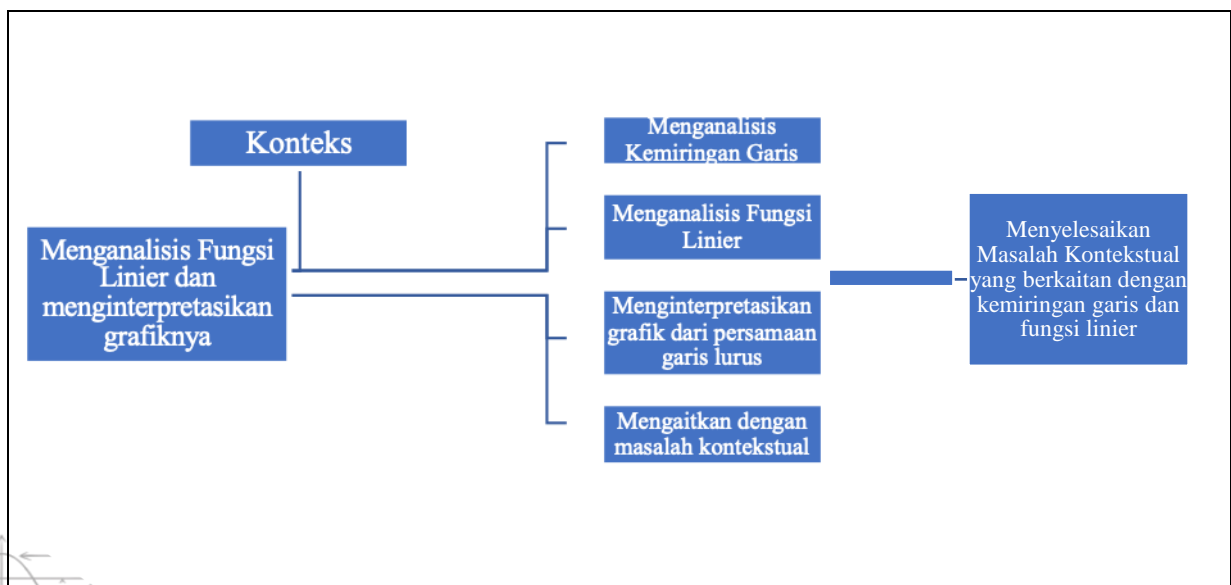 Konteks
Menganalisis Fungsi
Linier dan
menginterpretasikan
grafiknya
Menganalisis
Kemiringan Garis
Menganalisis Fungsi
Linier
Menginterpretasikan
grafik dari persamaan
garis lurus
Mengaitkan dengan
masalah kontekstual
Menyelesaikan
Masalah Kontekstual
yang berkaitan dengan
kemiringan garis dan
fungsi linier